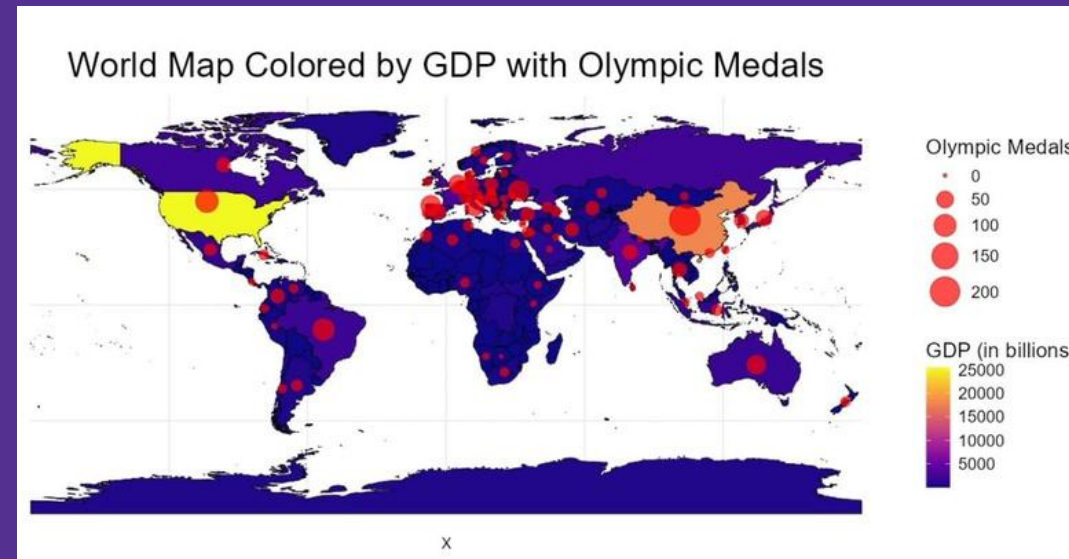 World Map Colored by GDP with Olympic Medals
Olympic Medals
0
50
100
150
200
GDP (in billions
25000
20000
15000
10000
5000
X